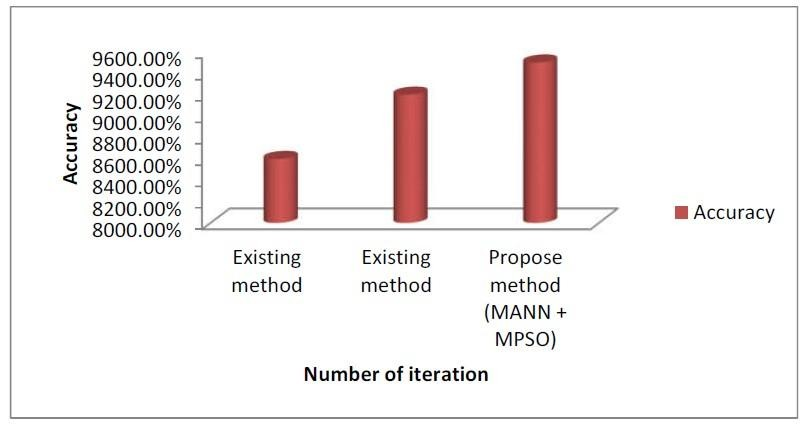 9600.00%
9400.00%
9200.00%
9000.00%
8800.00%
8600.00%
8400.00%
8200.00%
8000.00%
Accuracy
Existing
method
Existing
method
Propose
method
(MANN +
MPSO)
Number of iteration
Accuracy